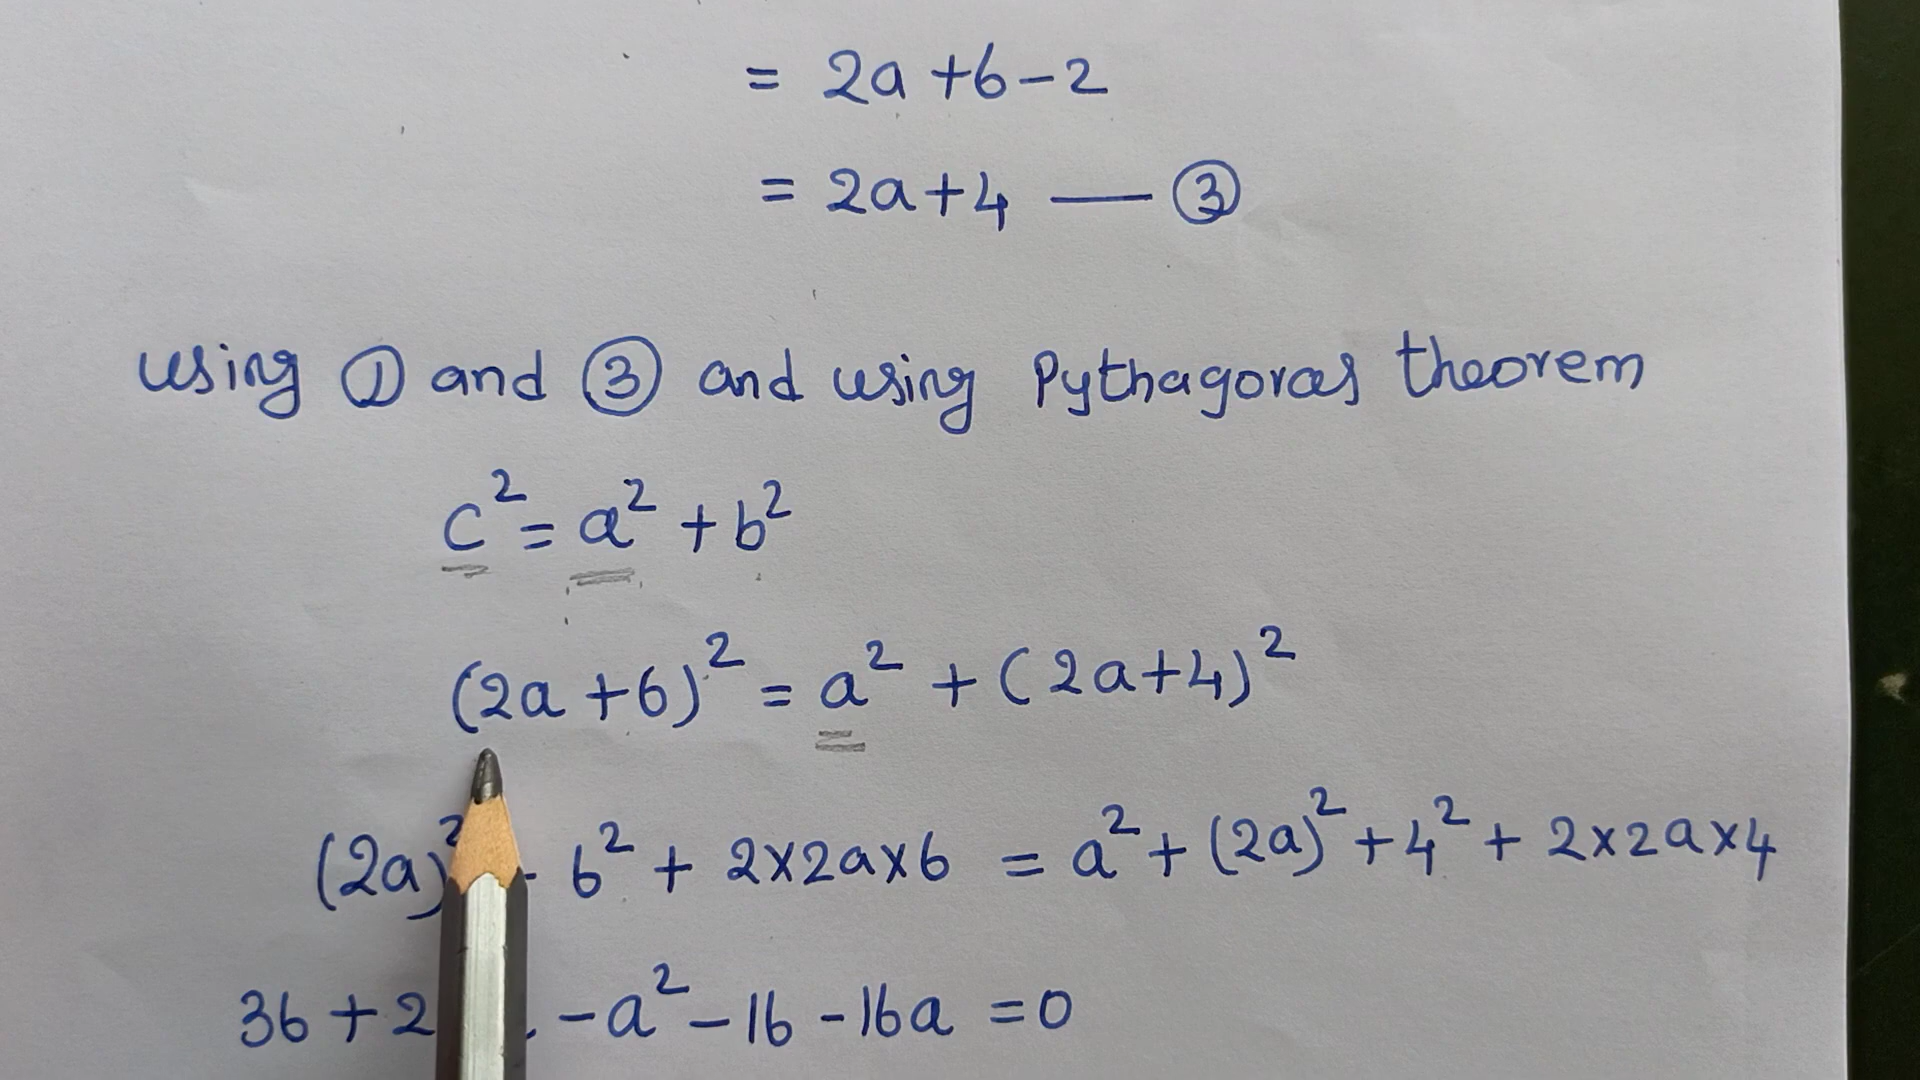 = 2a + 6 - 2
= 2a + 4 — ③
using ① and ③ and using Pythagoras theorem
c² = a² + b²
(2a + 6)² = a² + (2a + 4)²
(2a)² 6² + 2×2a×6 = a² + (2a)² + 4² + 2×2a×4
36 + 2 - a² - 16 - 16a = 0